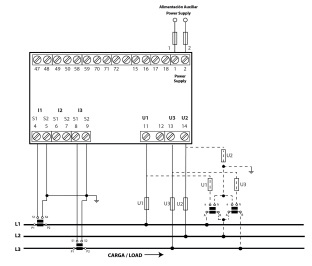 Alimentación Auxiliar
Power Supply
1 2
47 48 49 50 58 59 70 71 72 15 16 17 18 1 2
Power
Supply
I1 I2 I3 U1 U3 U2
S1 S2 S1 S2 S1 S2
4 5 6 7 8 9 11 12 13 14
U2
U1 U3
U1 U3 U2
L1
L2
L3
CARGA / LOAD